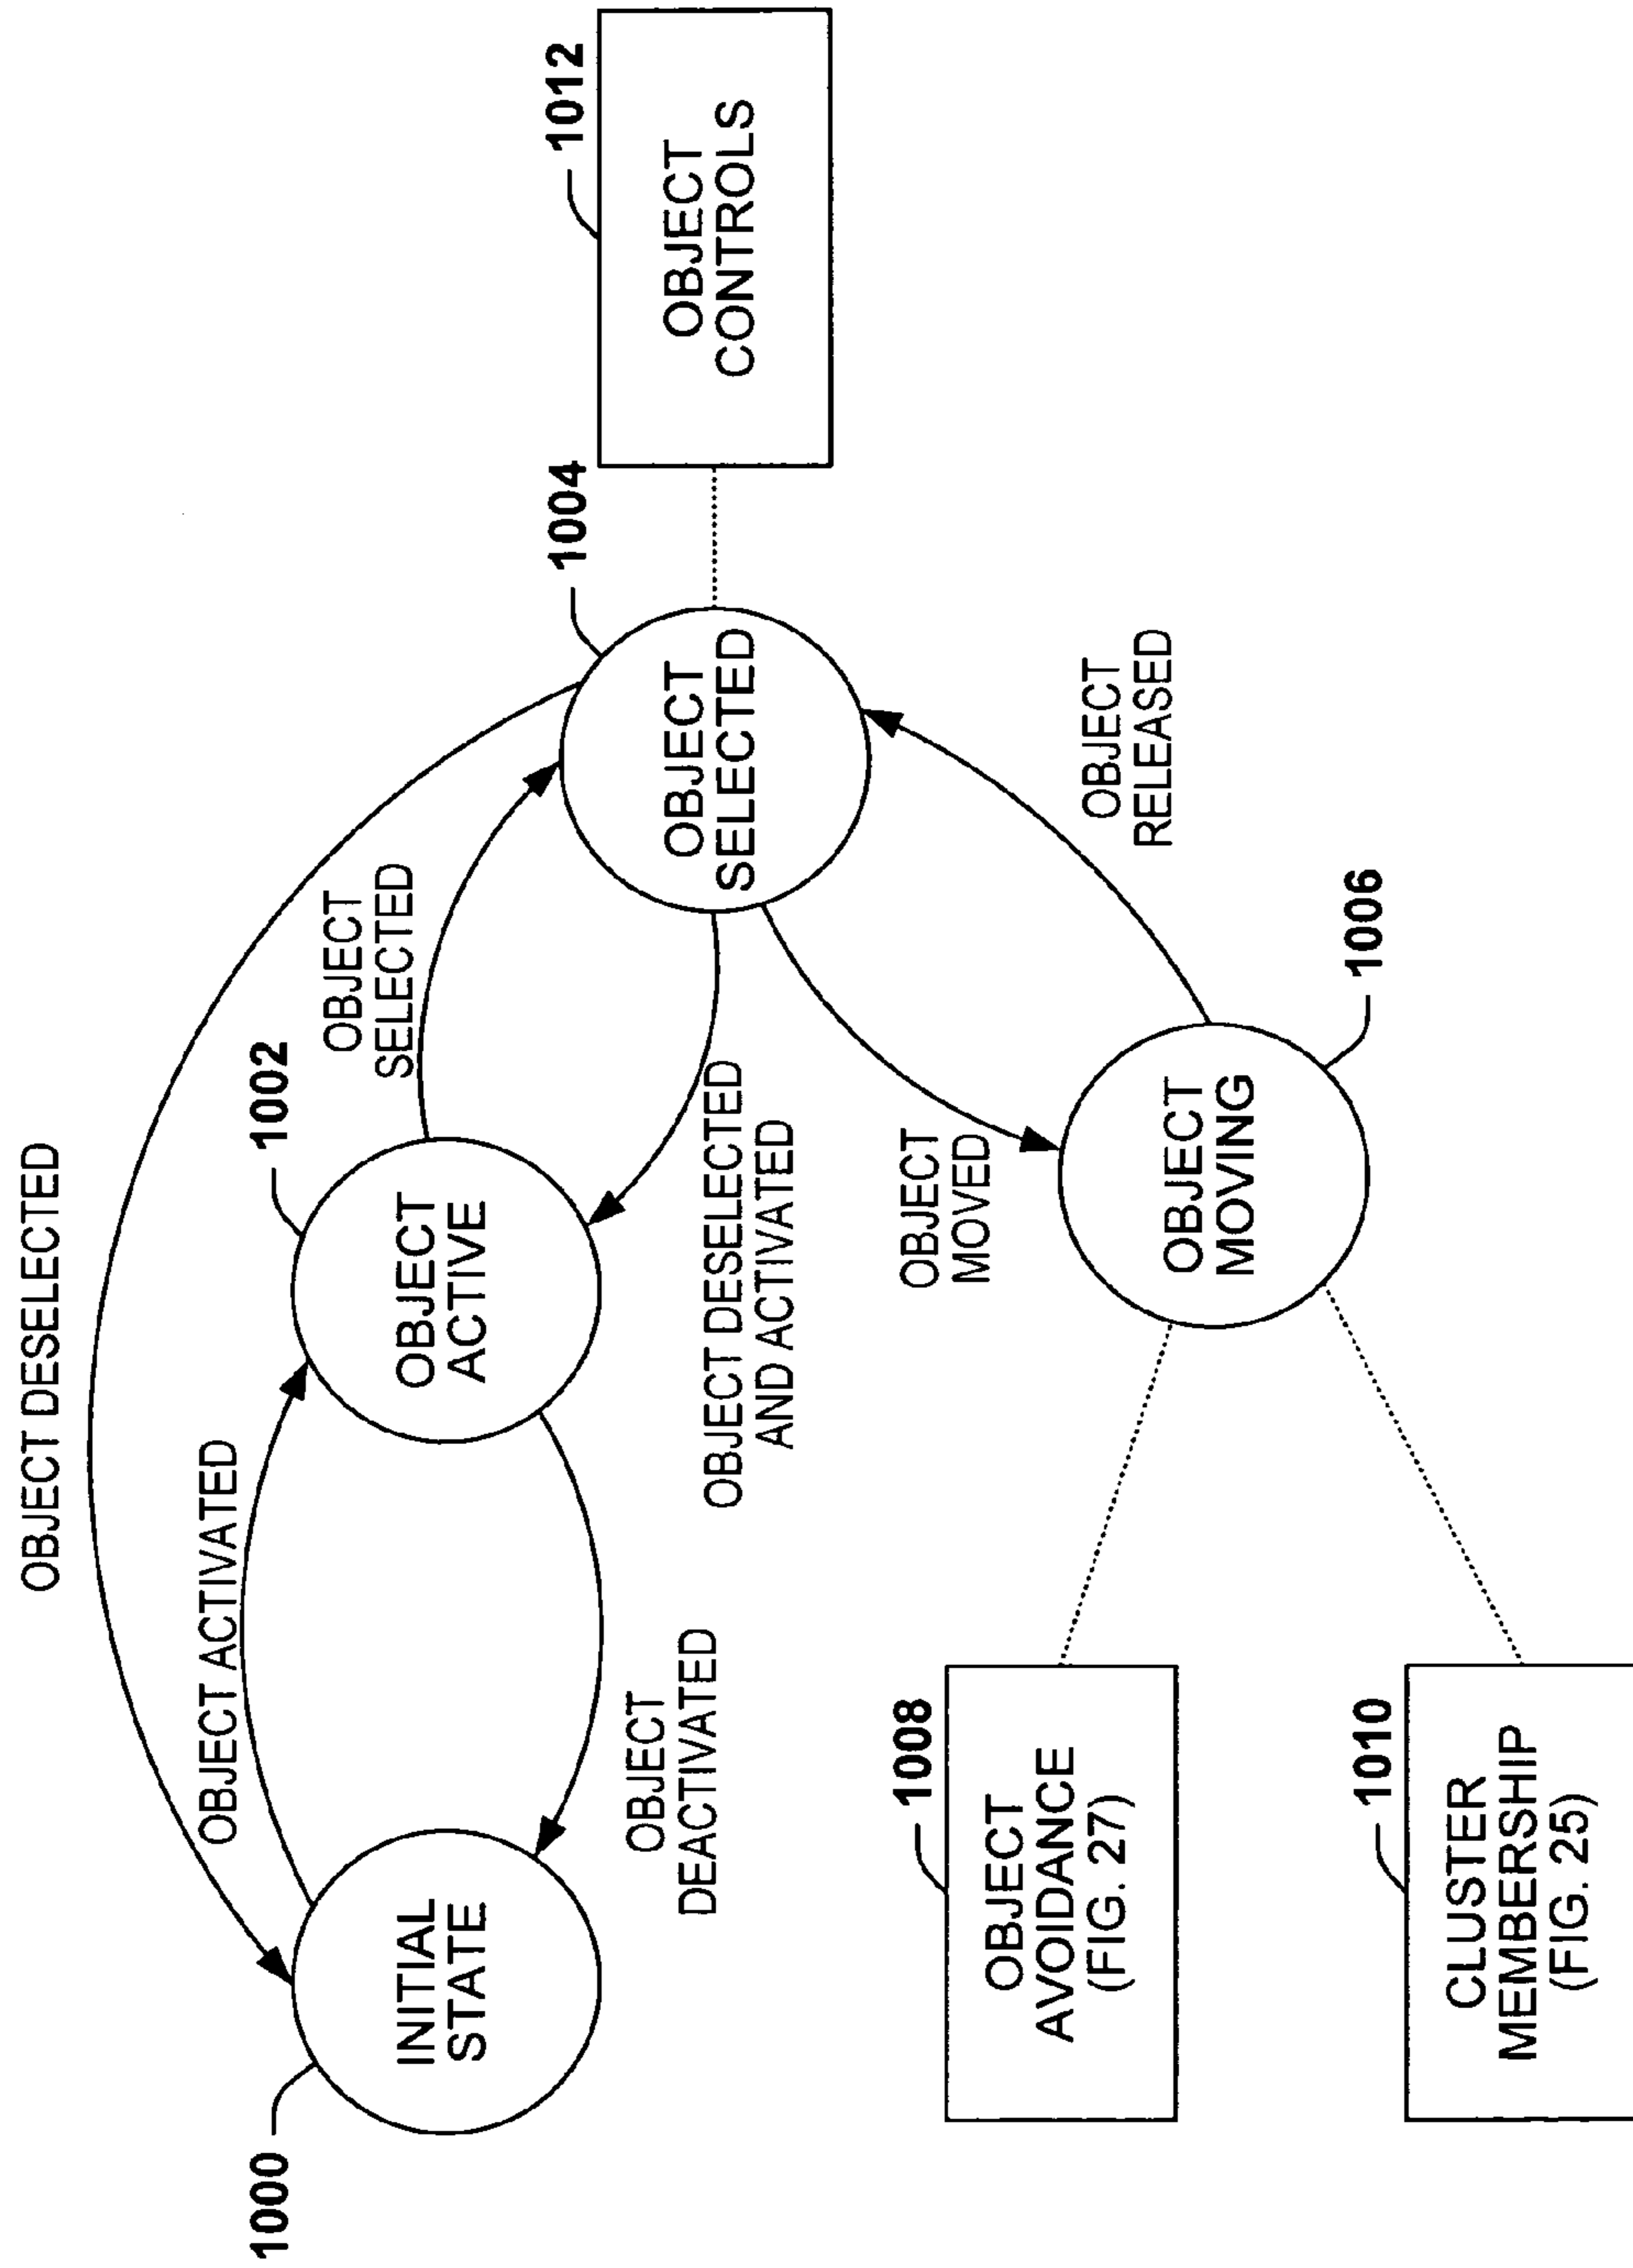 OBJECT DESELECTED
1000
INITIAL
STATE
OBJECT ACTIVATED
OBJECT
DEACTIVATED
1002
OBJECT
ACTIVE
OBJECT
SELECTED
OBJECT DESELECTED
AND ACTIVATED
1004
OBJECT
SELECTED
1012
OBJECT
CONTROLS
OBJECT
MOVED
OBJECT
RELEASED
1006
OBJECT
MOVING
1008
OBJECT
AVOIDANCE
(FIG. 27)
1010
CLUSTER
MEMBERSHIP
(FIG. 25)